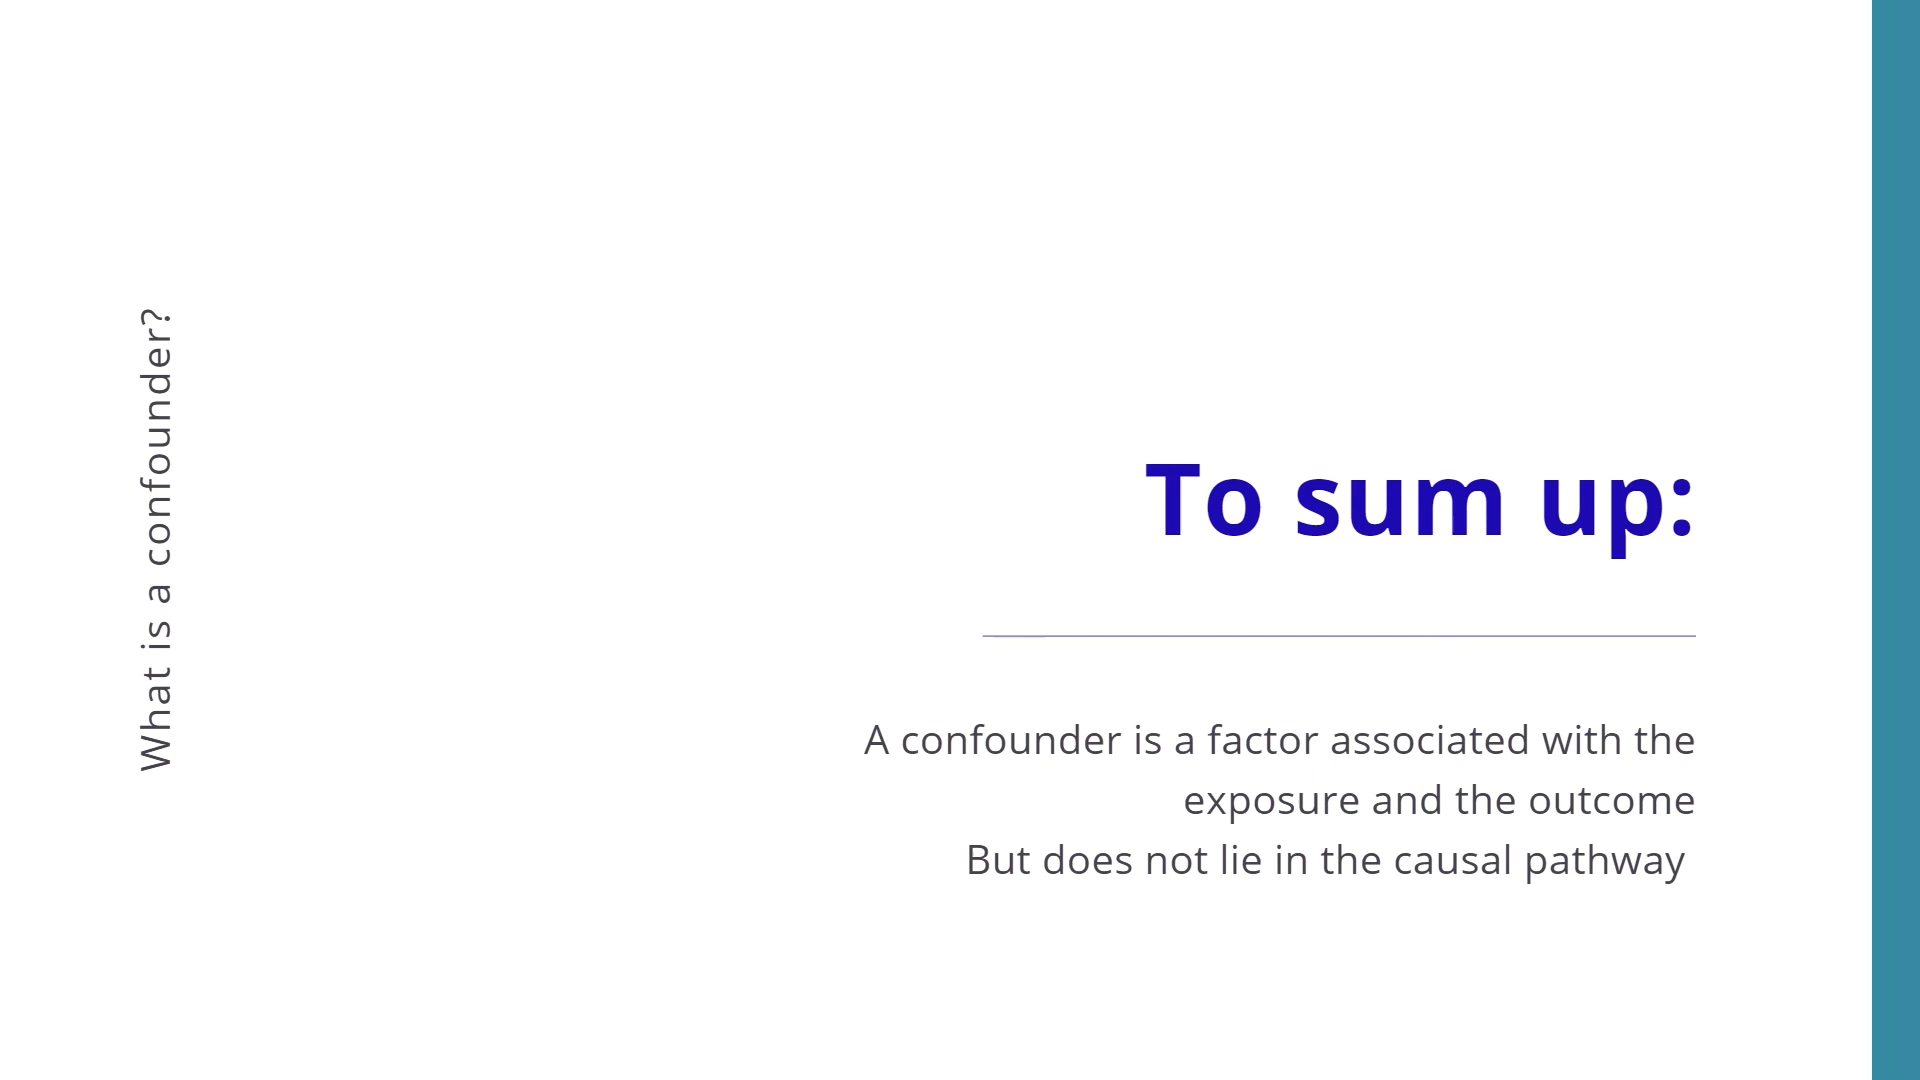 What is a confounder?
To sum up:
A confounder is a factor associated with the
exposure and the outcome
But does not lie in the causal pathway